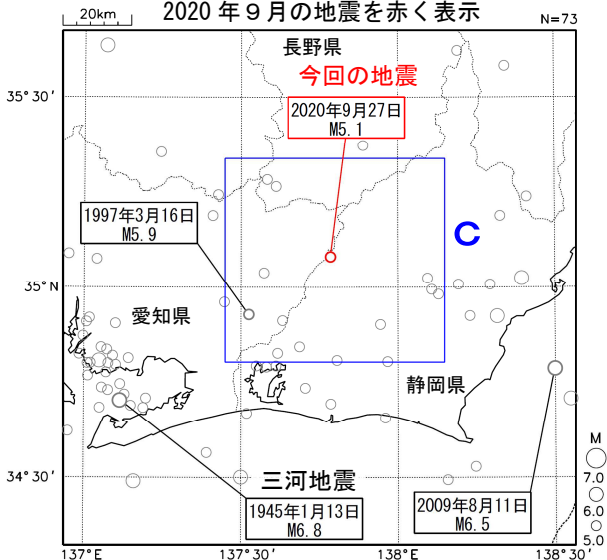 2020年9月の地震を赤く表示
20km
N=73
長野県
今回の地震
35°30'
2020年9月27日
M5.1
1997年3月16日
M5.9
C
35°N
愛知県
静岡県
三河地震
34°30'
1945年1月13日
M6.8
2009年8月11日
M6.5
M
7.0
6.0
5.0
137°E
137°30'
138°E
138°30'